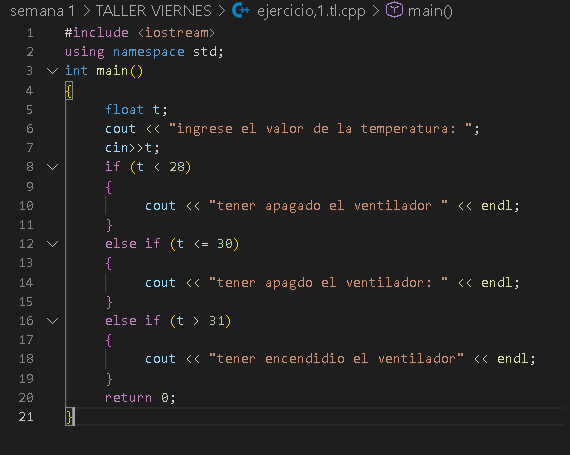 semana 1 > TALLER VIERNES > ejercicio,1.tl.cpp > main()
1 #include <iostream>
2 using namespace std;
3 int main()
4 {
5 float t;
6 cout << "ingrese el valor de la temperatura: ";
7 cin>>t;
8 if (t < 28)
9 {
10 cout << "tener apagado el ventilador " << endl;
11 }
12 else if (t <= 30)
13 {
14 cout << "tener apagdo el ventilador: " << endl;
15 }
16 else if (t > 31)
17 {
18 cout << "tener encendidio el ventilador" << endl;
19 }
20 return 0;
21 }